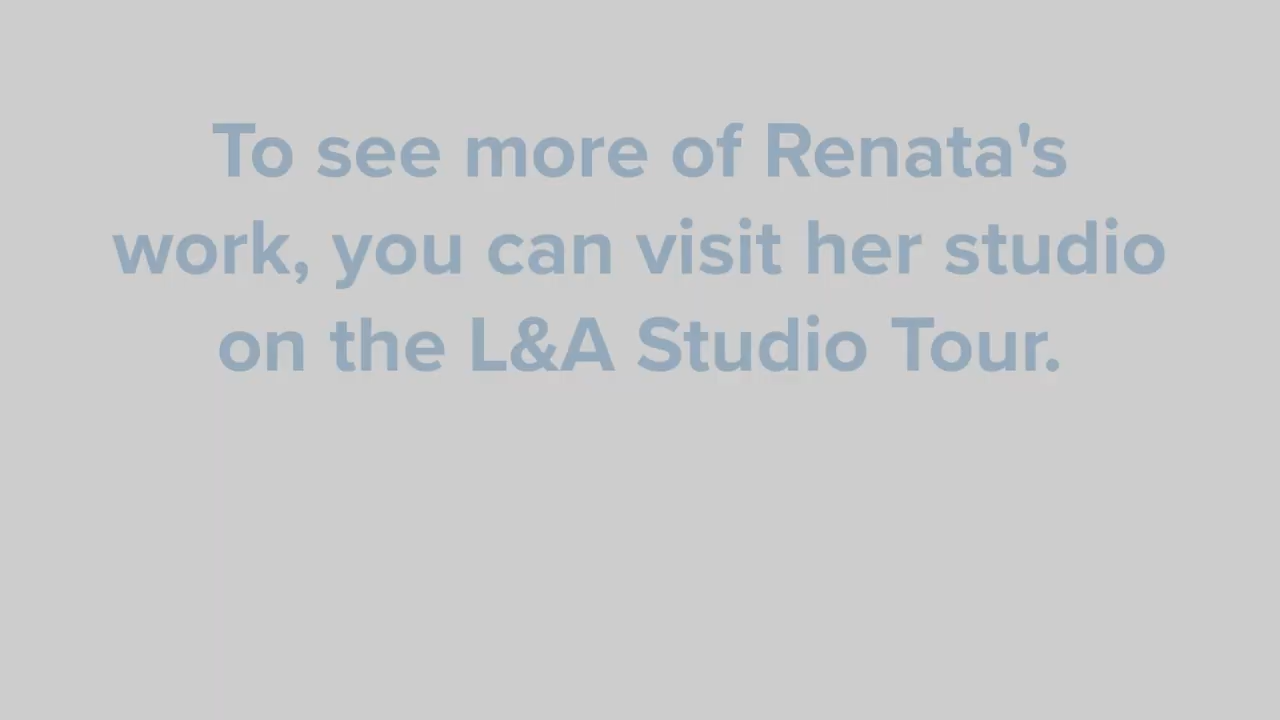 To see more of Renata's
work, you can visit her studio
on the L&A Studio Tour.